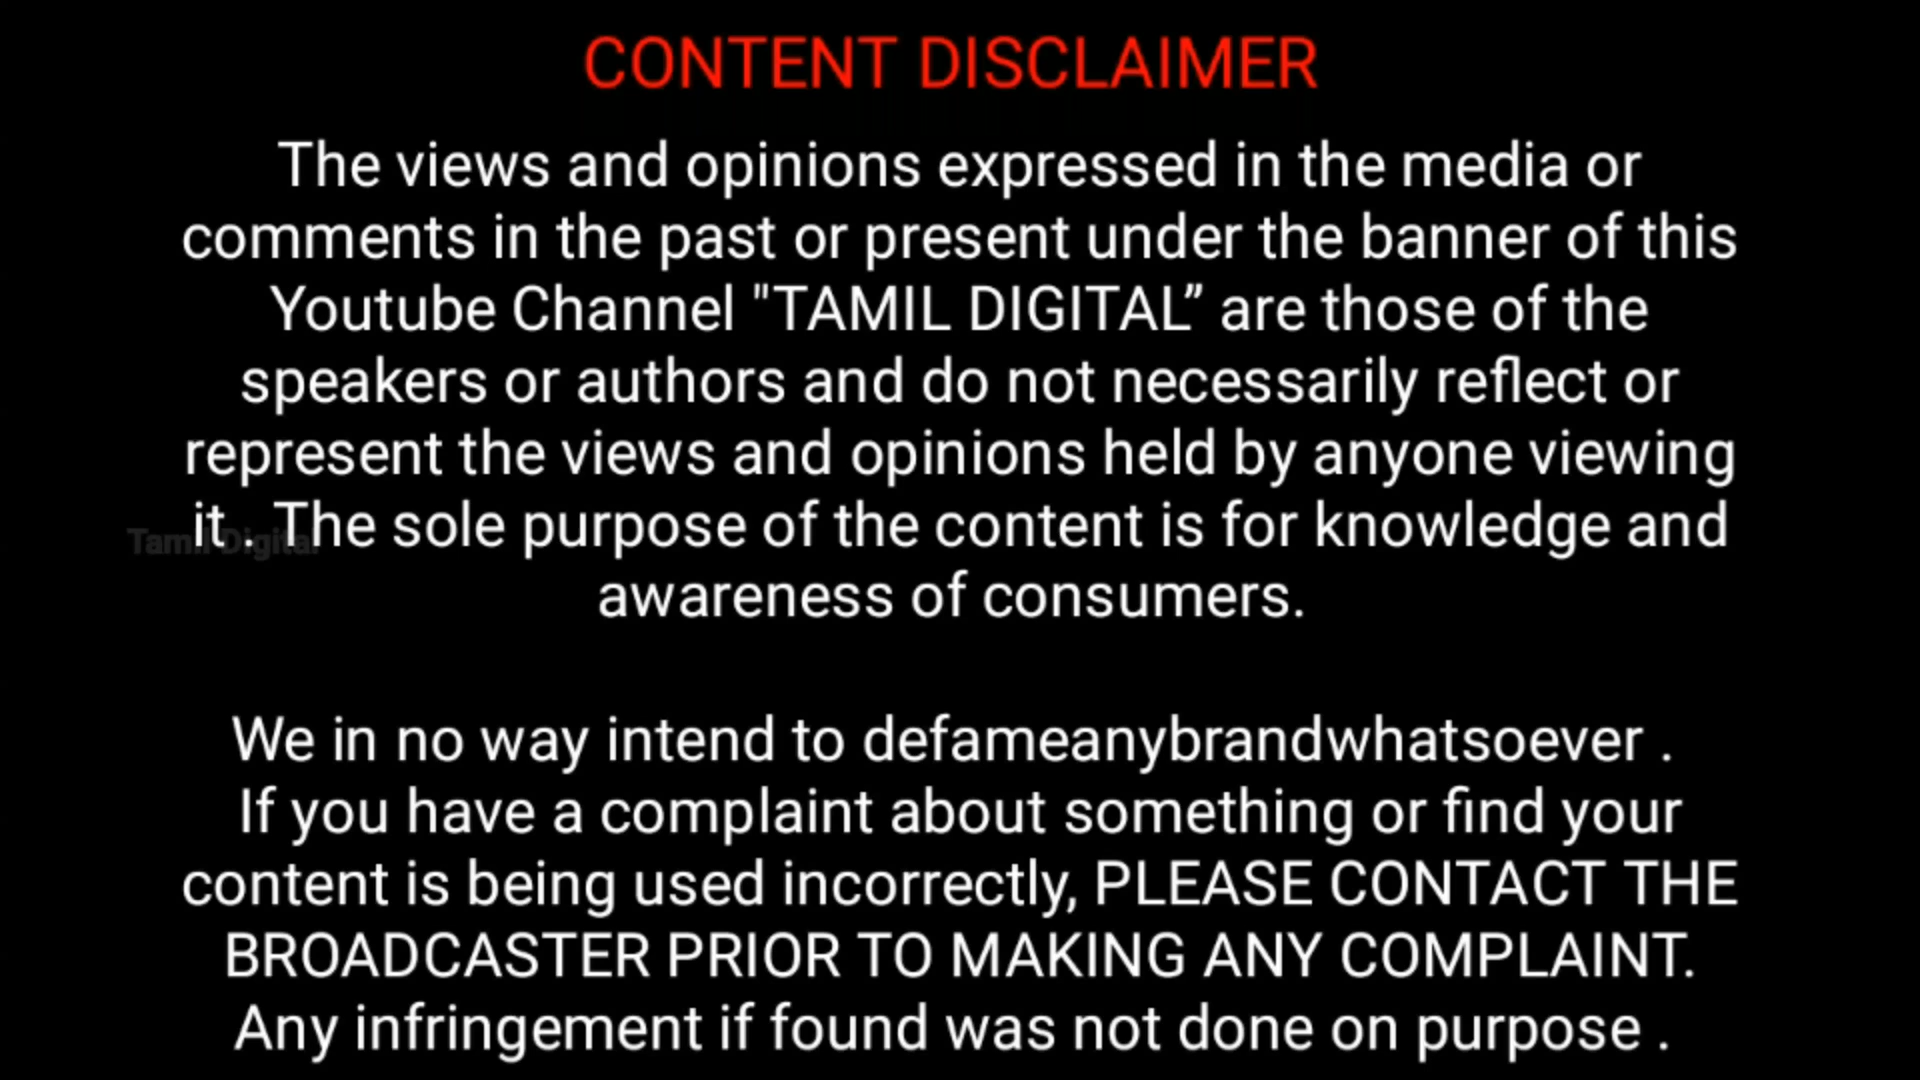 CONTENT DISCLAIMER
The views and opinions expressed in the media or
comments in the past or present under the banner of this
Youtube Channel "TAMIL DIGITAL” are those of the
speakers or authors and do not necessarily reflect or
represent the views and opinions held by anyone viewing
it . The sole purpose of the content is for knowledge and
Tamil Digital
awareness of consumers.
We in no way intend to defameanybrandwhatsoever .
If you have a complaint about something or find your
content is being used incorrectly, PLEASE CONTACT THE
BROADCASTER PRIOR TO MAKING ANY COMPLAINT.
Any infringement if found was not done on purpose .